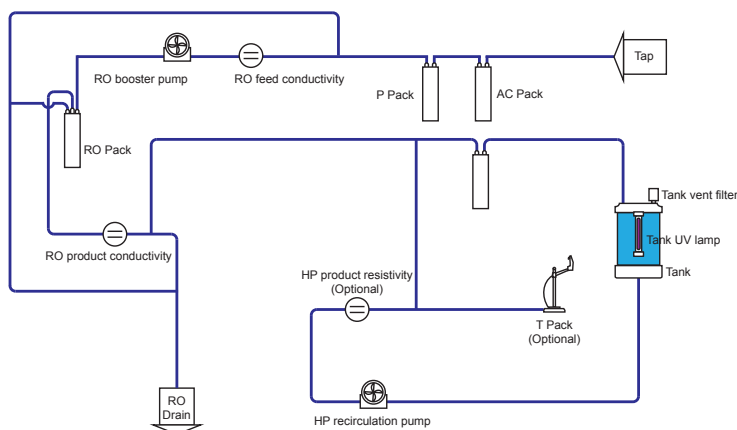 Tap
RO booster pump
RO feed conductivity
P Pack
AC Pack
RO Pack
Tank vent filter
Tank UV lamp
RO product conductivity
Tank
HP product resistivity
(Optional)
T Pack
(Optional)
RO
Drain
HP recirculation pump